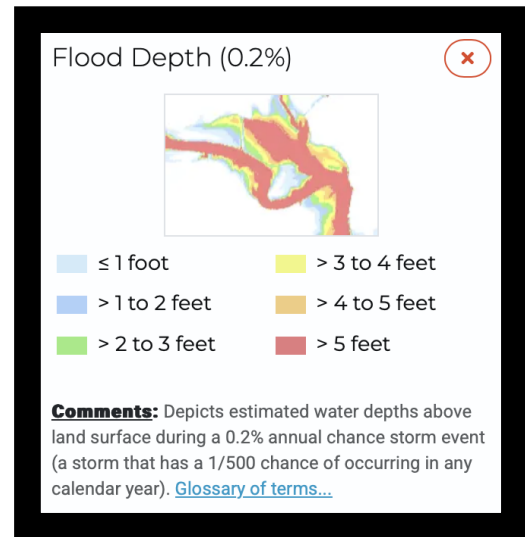 Flood Depth (0.2%)
≤ 1 foot
> 3 to 4 feet
> 1 to 2 feet
> 4 to 5 feet
> 2 to 3 feet
> 5 feet
Comments: Depicts estimated water depths above
land surface during a 0.2% annual chance storm event
(a storm that has a 1/500 chance of occurring in any
calendar year). Glossary of terms...